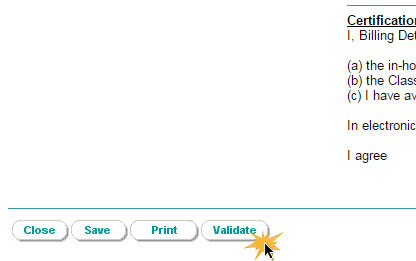 Certification
I, Billing Det
(a) the in-ho
(b) the Class
(c) I have av
In electronic
I agree
Close Save Print Validate